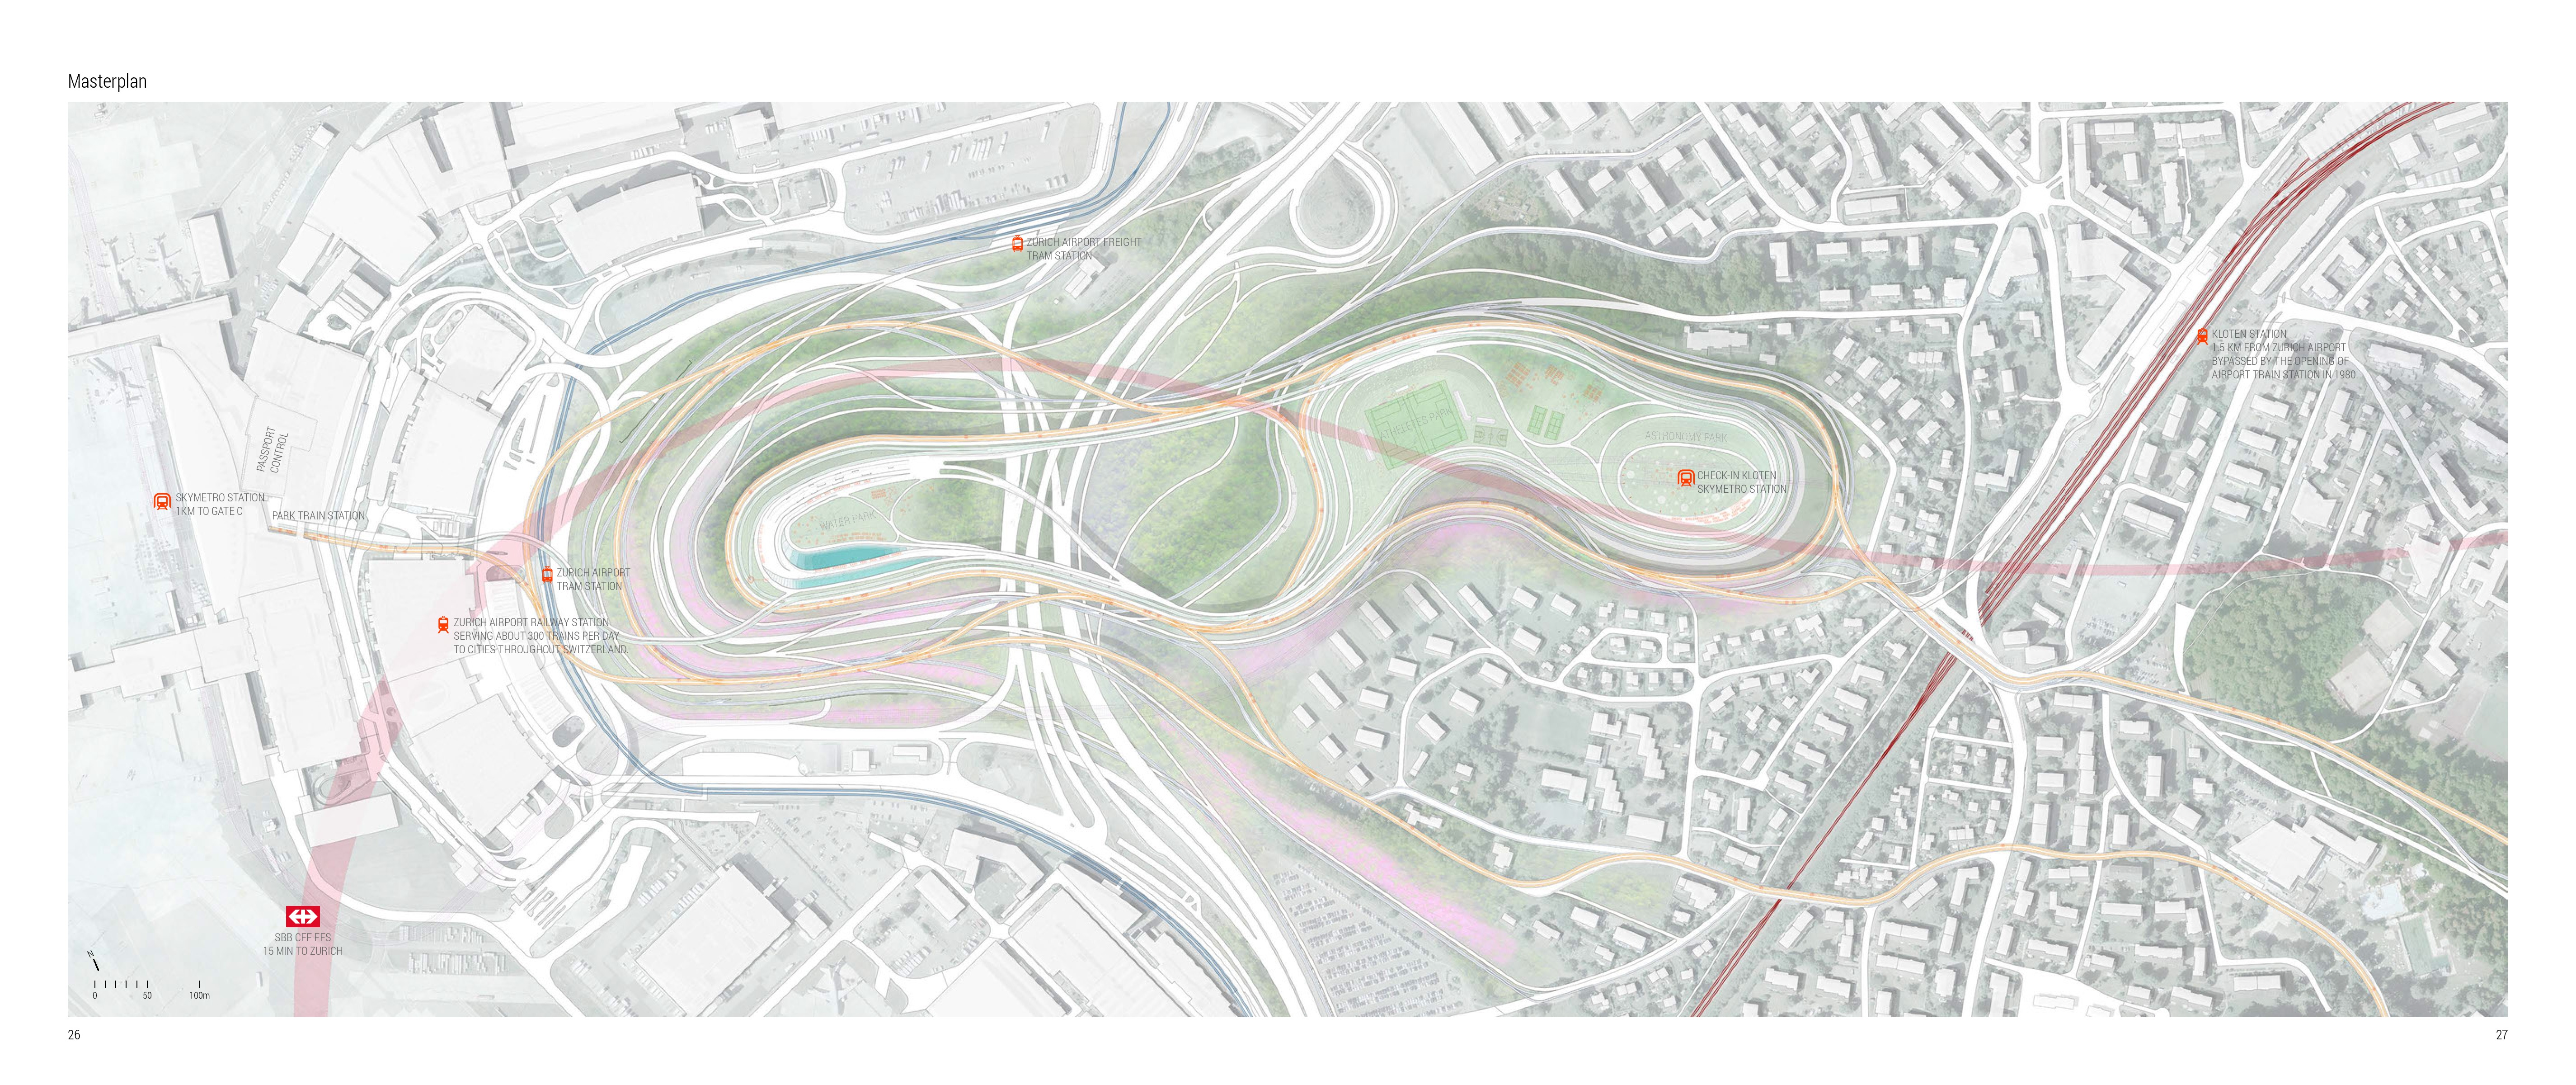 Masterplan
ZURICH AIRPORT FREIGHT
TRAM STATION
KLOTEN STATION
1.5 KM FROM ZURICH AIRPORT
BYPASSED BY THE OPENING OF
AIRPORT TRAIN STATION IN 1980.
ATHELETES PARK
ASTRONOMY PARK
PASSPORT
CONTROL
CHECK-IN KLOTEN
SKYMETRO STATION
SKYMETRO STATION
1KM TO GATE C
PARK TRAIN STATION
WATER PARK
ZURICH AIRPORT
TRAM STATION
ZURICH AIRPORT RAILWAY STATION
SERVING ABOUT 300 TRAINS PER DAY
TO CITIES THROUGHOUT SWITZERLAND.
SBB CFF FFS
15 MIN TO ZURICH
N
0 50 100m
26
27